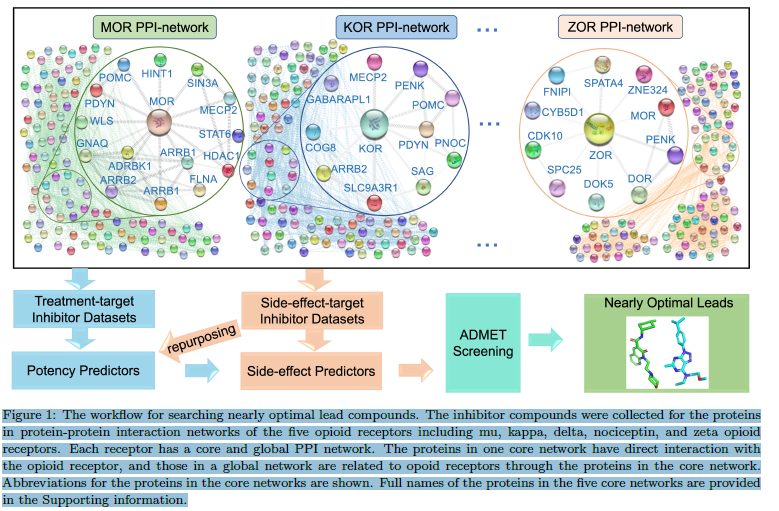 MOR PPI-network
KOR PPI-network
...
ZOR PPI-network
POMC
HINT1
SIN3A
PDYN
MOR
MECP2
WLS
STAT6
GNAQ
ADRBK1
ARRB1
HDAC1
ARRB2
ARRB1
FLNA
MECP2
PENK
GABARAPL1
POMC
KOR
COG8
PDYN
PNOC
ARRB2
SAG
SLC9A3R1
...
SPATA4
FNIPI
ZNE324
CYB5D1
MOR
CDK10
ZOR
PENK
SPC25
DOK5
DOR
...
Treatment-target
Inhibitor Datasets
Side-effect-target
Inhibitor Datasets
repurposing
Potency Predictors
Side-effect Predictors
ADMET
Screening
Nearly Optimal Leads
Figure 1: The workflow for searching nearly optimal lead compounds. The inhibitor compounds were collected for the proteins
in protein-protein interaction networks of the five opioid receptors including mu, kappa, delta, nociceptin, and zeta opioid
receptors. Each receptor has a core and global PPI network. The proteins in one core network have direct interaction with
the opioid receptor, and those in a global network are related to opoid receptors through the proteins in the core network.
Abbreviations for the proteins in the core networks are shown. Full names of the proteins in the five core networks are provided
in the Supporting information.